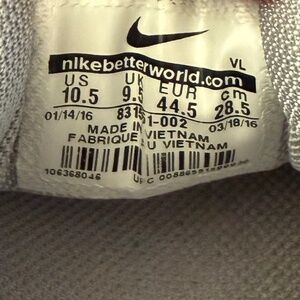 VL
nikebetterworld.com
US UK EUR cm
10.5 9.5 44.5 28.5
01/14/16 03/18/16
MADE IN VIETNAM
FABRIQUE AU VIETNAM
106368046